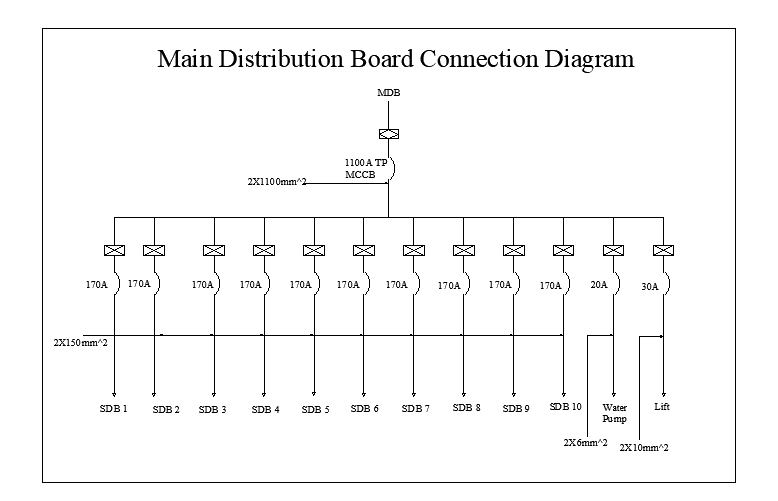 Main Distribution Board Connection Diagram
MDB
1100A TP
MCCB
2X1100mm^2
170A
170A
170A
170A
170A
170A
170A
170A
170A
170A
20A
30A
2X150mm^2
SDB 1
SDB 2
SDB 3
SDB 4
SDB 5
SDB 6
SDB 7
SDB 8
SDB 9
SDB 10
Water
Pump
Lift
2X6mm^2
2X10mm^2